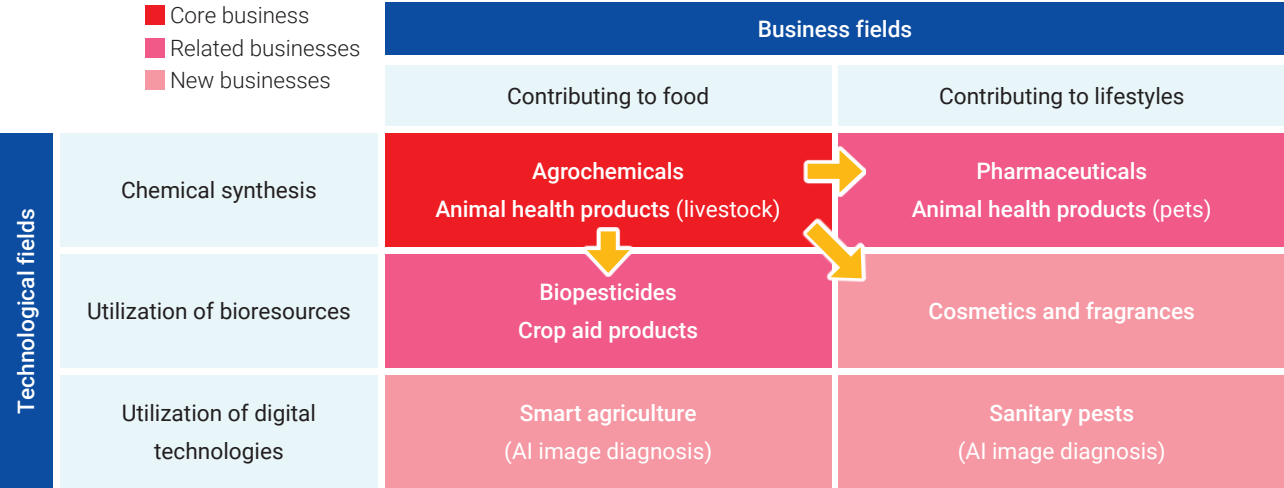 Core business
Related businesses
New businesses
Business fields
Contributing to food
Contributing to lifestyles
Technological fields
Chemical synthesis
Agrochemicals
Animal health products (livestock)
Pharmaceuticals
Animal health products (pets)
Utilization of bioresources
Biopesticides
Crop aid products
Cosmetics and fragrances
Utilization of digital
technologies
Smart agriculture
(AI image diagnosis)
Sanitary pests
(AI image diagnosis)